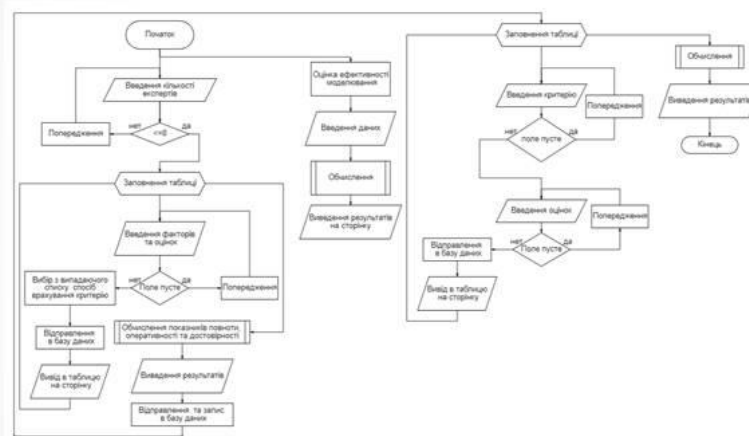 Початок
Введення кількості
експертів
Попередження
нет
<=0
да
Заповнення таблиці
Введення факторів
та оцінок
нет
Поле пусте
да
Попередження
Вибір з випадаючого
списку спосіб
врахування критерію
Відправлення
в базу даних
Вивід в таблицю
на сторінку
Обчислення показників повноти,
оперативності та достовірності
Виведення результатів
Відправлення та запис
в базу даних
Оцінка ефективності
моделювання
Введення даних
Обчислення
Виведення результатів
на сторінку
Заповнення таблиці
Введення критерію
Попередження
нет
поле пусте
да
Введення оцінок
Попередження
нет
Поле пусте
да
Відправлення
в базу даних
Вивід в таблицю
на сторінку
Обчислення
Виведення результатів
Кінець